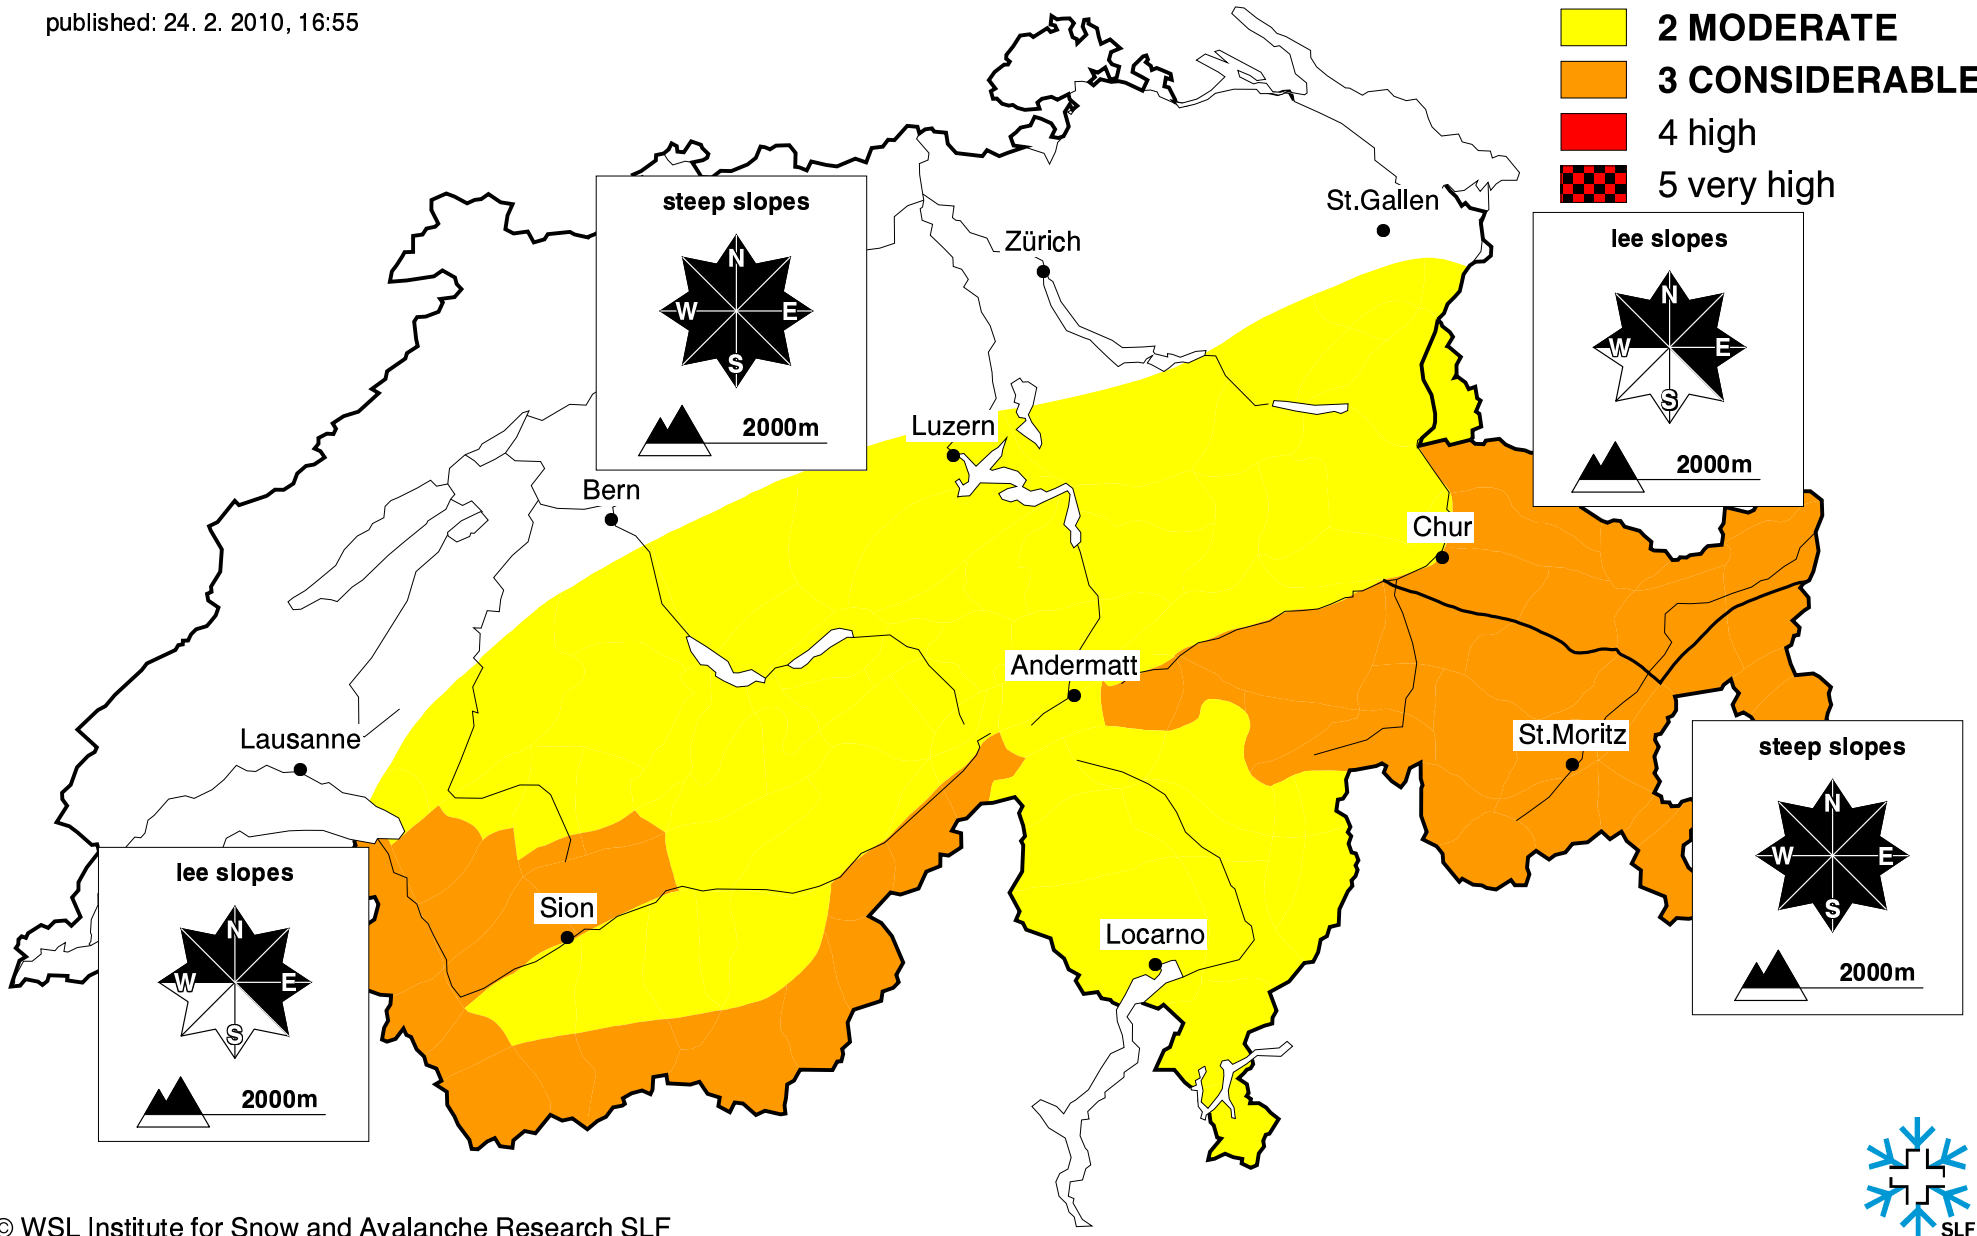 published: 24. 2. 2010, 16:55
2 MODERATE
3 CONSIDERABLE
4 high
5 very high
steep slopes
N
W E
S
2000m
lee slopes
N
W E
S
2000m
St.Gallen
Zürich
Luzern
Bern
Chur
Andermatt
Lausanne
St.Moritz
Sion
Locarno
steep slopes
N
W E
S
2000m
lee slopes
N
W E
S
2000m
SLF
© WSL Institute for Snow and Avalanche Research SLF